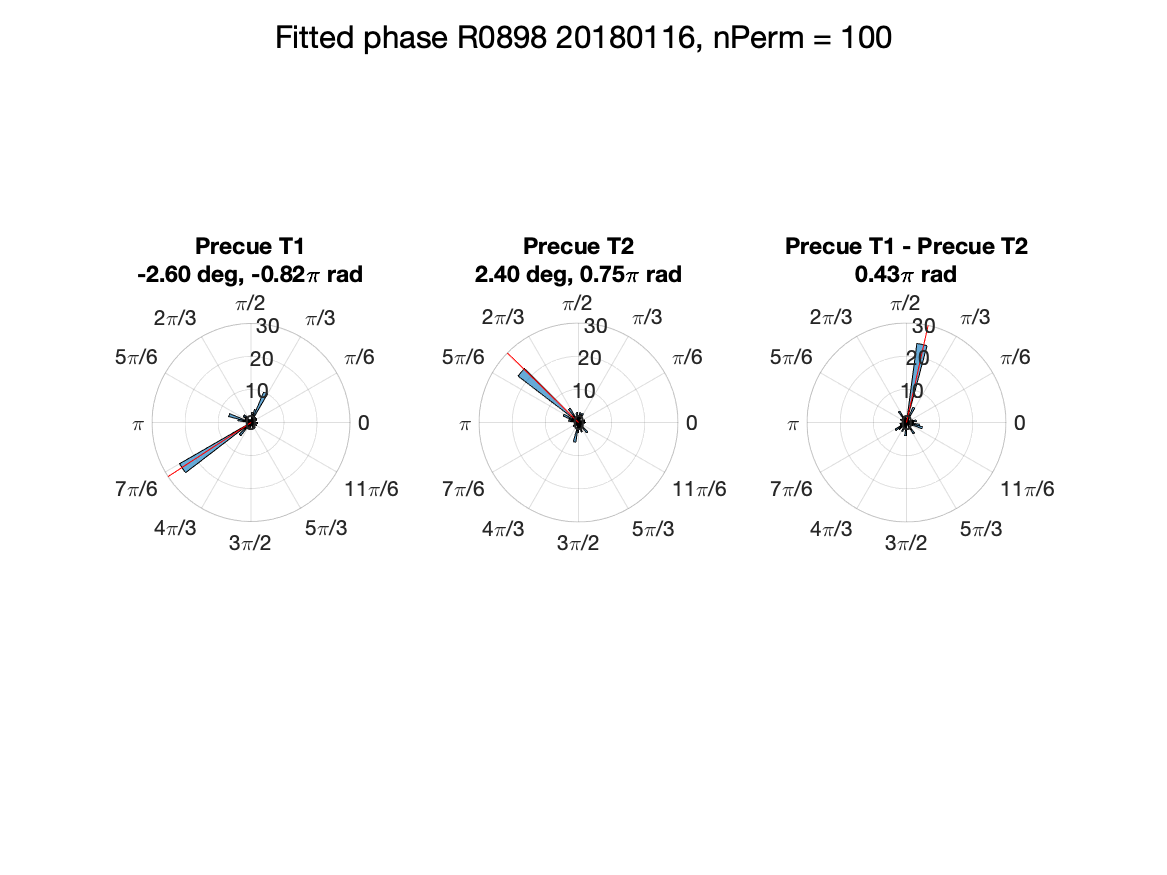 Fitted phase R0898 20180116, nPerm = 100
Precue T1
-2.60 deg, -0.82π rad
π/2
2π/3
π/3
30
5π/6
20
π/6
10
π
0
7π/6
11π/6
4π/3
5π/3
3π/2
Precue T2
2.40 deg, 0.75π rad
π/2
2π/3
π/3
30
5π/6
20
π/6
10
π
0
7π/6
11π/6
4π/3
5π/3
3π/2
Precue T1 - Precue T2
0.43π rad
π/2
2π/3
π/3
30
5π/6
20
π/6
10
π
0
7π/6
11π/6
4π/3
5π/3
3π/2